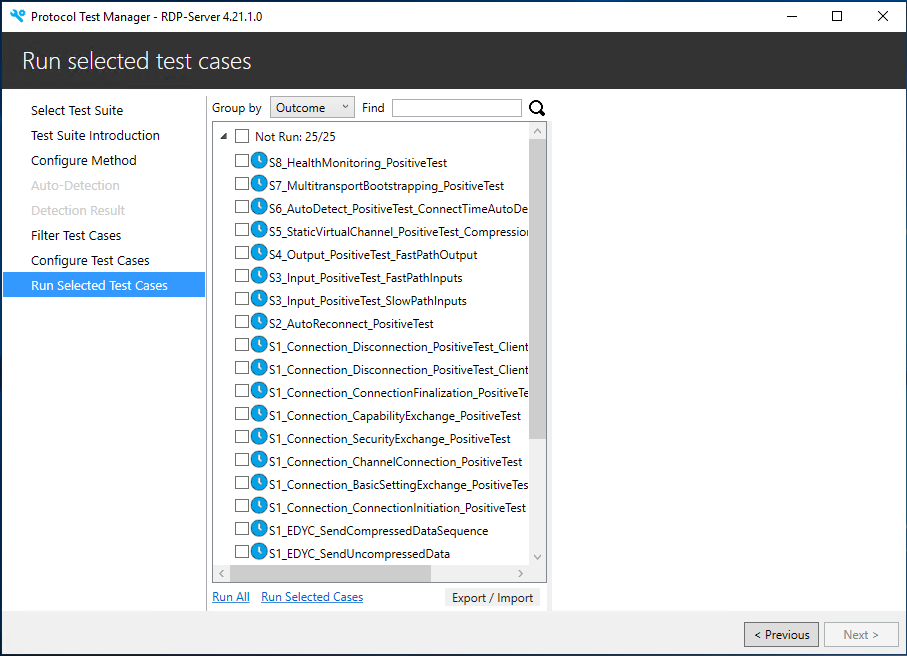 Protocol Test Manager - RDP-Server 4.21.1.0
Run selected test cases
Select Test Suite
Test Suite Introduction
Configure Method
Auto-Detection
Detection Result
Filter Test Cases
Configure Test Cases
Run Selected Test Cases
Group by Outcome Find
Not Run: 25/25
S8_HealthMonitoring_PositiveTest
S7_MultitransportBootstrapping_PositiveTest
S6_AutoDetect_PositiveTest_ConnectTimeAutoDe
S5_StaticVirtualChannel_PositiveTest_Compression
S4_Output_PositiveTest_FastPathOutput
S3_Input_PositiveTest_FastPathInputs
S3_Input_PositiveTest_SlowPathInputs
S2_AutoReconnect_PositiveTest
S1_Connection_Disconnection_PositiveTest_Client
S1_Connection_Disconnection_PositiveTest_Client
S1_Connection_ConnectionFinalization_PositiveTe
S1_Connection_CapabilityExchange_PositiveTest
S1_Connection_SecurityExchange_PositiveTest
S1_Connection_ChannelConnection_PositiveTest
S1_Connection_BasicSettingExchange_PositiveTes
S1_Connection_ConnectionInitiation_PositiveTest
S1_EDYC_SendCompressedDataSequence
S1_EDYC_SendUncompressedData
Run All Run Selected Cases Export / Import
< Previous Next >